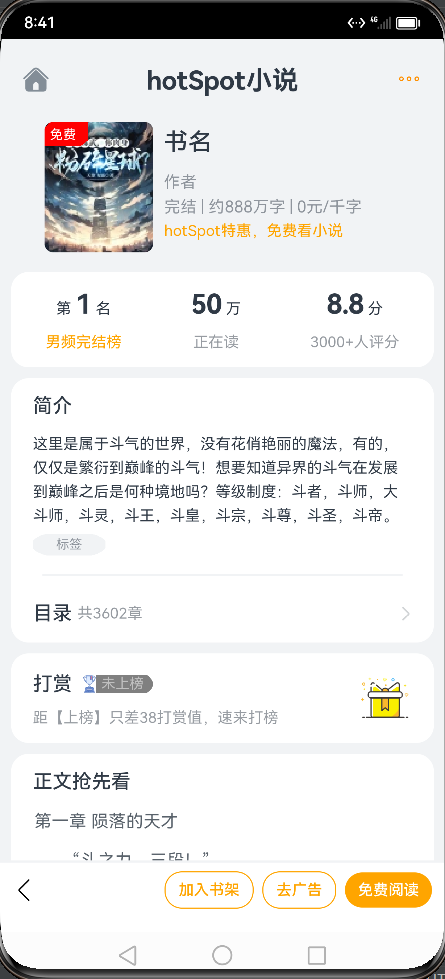 8:41
4G
hotSpot小说
免费
书名
作者
完结 | 约888万字 | 0元/千字
hotSpot特惠，免费看小说
第 1 名
50 万
8.8 分
男频完结榜
正在读
3000+人评分
简介
这里是属于斗气的世界，没有花俏艳丽的魔法，有的，
仅仅是繁衍到巅峰的斗气！想要知道异界的斗气在发展
到巅峰之后是何种境地吗？等级制度：斗者，斗师，大
斗师，斗灵，斗王，斗皇，斗宗，斗尊，斗圣，斗帝。
标签
目录 共3602章
打赏 未上榜
距【上榜】只差38打赏值，速来打榜
正文抢先看
第一章 陨落的天才
“斗之力，三段！”
加入书架
去广告
免费阅读